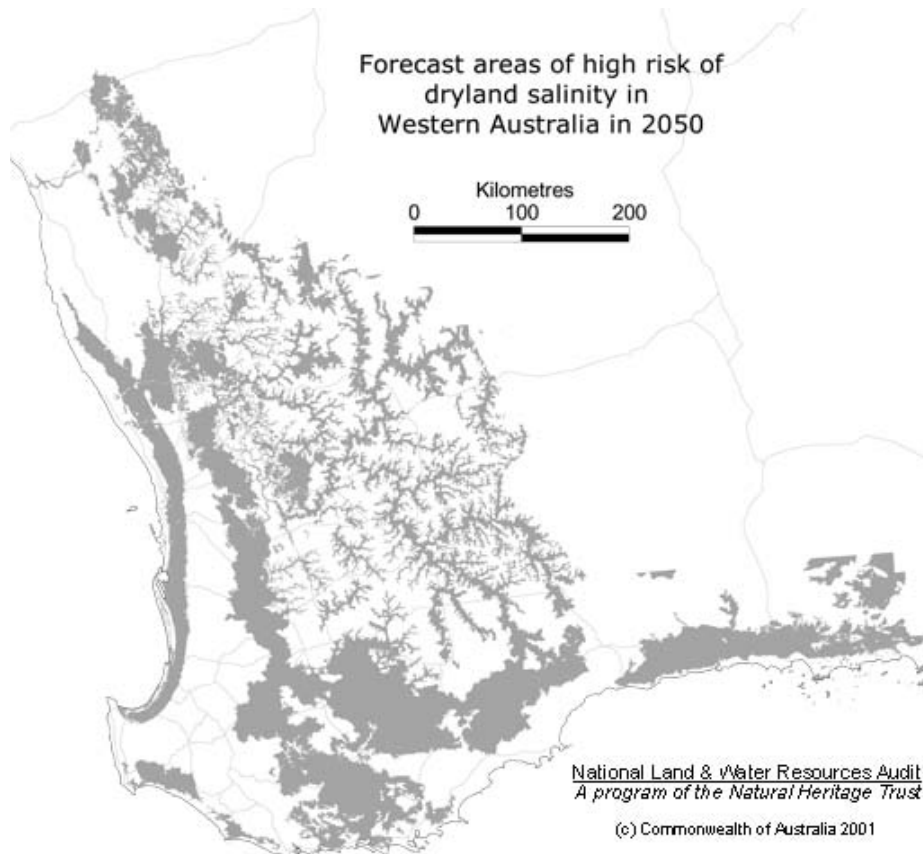 Forecast areas of high risk of
dryland salinity in
Western Australia in 2050
Kilometres
0 100 200
National Land & Water Resources Audit
A program of the Natural Heritage Trust
(c) Commonwealth of Australia 2001